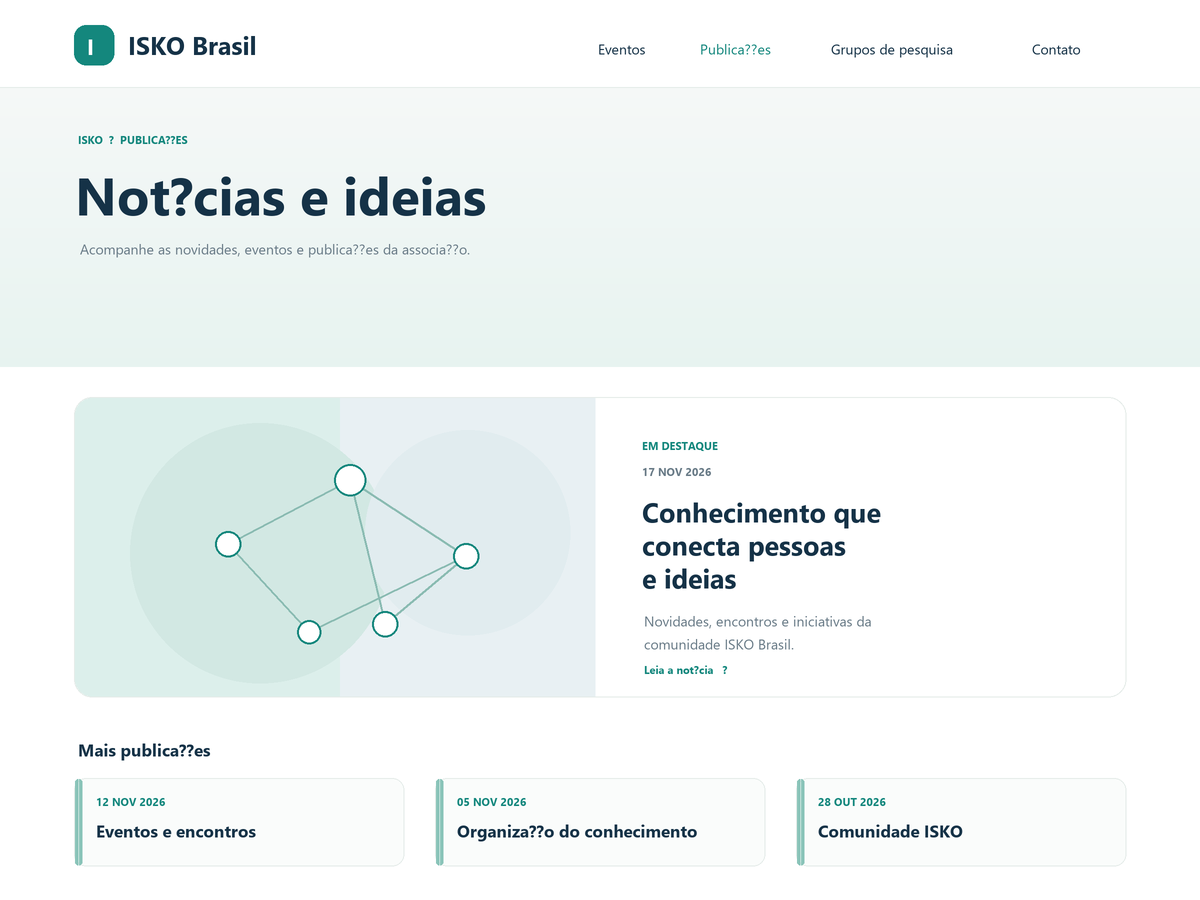 I ISKO Brasil
Eventos Publica??es Grupos de pesquisa Contato
ISKO ? PUBLICA??ES
Not?cias e ideias
Acompanhe as novidades, eventos e publica??es da associa??o.
EM DESTAQUE
17 NOV 2026
Conhecimento que
conecta pessoas
e ideias
Novidades, encontros e iniciativas da
comunidade ISKO Brasil.
Leia a not?cia ?
Mais publica??es
12 NOV 2026
Eventos e encontros
05 NOV 2026
Organiza??o do conhecimento
28 OUT 2026
Comunidade ISKO